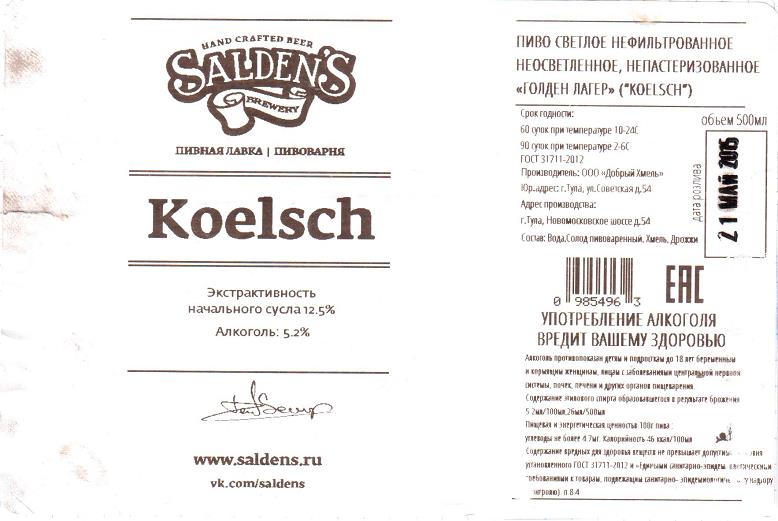 HAND CRAFTED BEER
SALDEN'S
BREWERY
ПИВНАЯ ЛАВКА | ПИВОВАРНЯ
Koelsch
Экстрактивность
начального сусла 12.5%
Алкоголь: 5.2%
www.saldens.ru
vk.com/saldens
ПИВО СВЕТЛОЕ НЕФИЛЬТРОВАННОЕ
НЕОСВЕТЛЕННОЕ, НЕПАСТЕРИЗОВАННОЕ
«ГОЛДЕН ЛАГЕР» ("KOELSCH")
Срок годности:
60 суток при температуре 10-24С
90 суток при температуре 2-6С
ГОСТ 31711-2012
Производитель: ООО «Добрый Хмель»
Юр.адрес: г.Тула, ул.Советская д.54
Адрес производства:
г.Тула, Новомосковское шоссе д.54
Состав: Вода.Солод пивоваренный, Хмель, Дрожжи
объем 500мл
дата розлива
21 МАЙ 2015
0 985496 3
EAC
УПОТРЕБЛЕНИЕ АЛКОГОЛЯ
ВРЕДИТ ВАШЕМУ ЗДОРОВЬЮ
Алкоголь противопоказан детям и подросткам до 18 лет беременным
и кормящим женщинам, лицам с заболеваниями центральной нервной
системы, почек, печени и других органов пищеварения.
Содержание этилового спирта образовавшегося в результате брожения
5.2мл/100мл,26мл/500мл
Пищевая и энергетическая ценность в 100г пива :
углеводы не более 4.7мг. Калорийность 46 ккал/100мл
Содержание вредных для здоровья веществ не превышает
установленного ГОСТ 31711-2012 и «Едиными санитарно-эпидем
требованиями к товарам, подлежащим санитарно- надзору
п.8.4